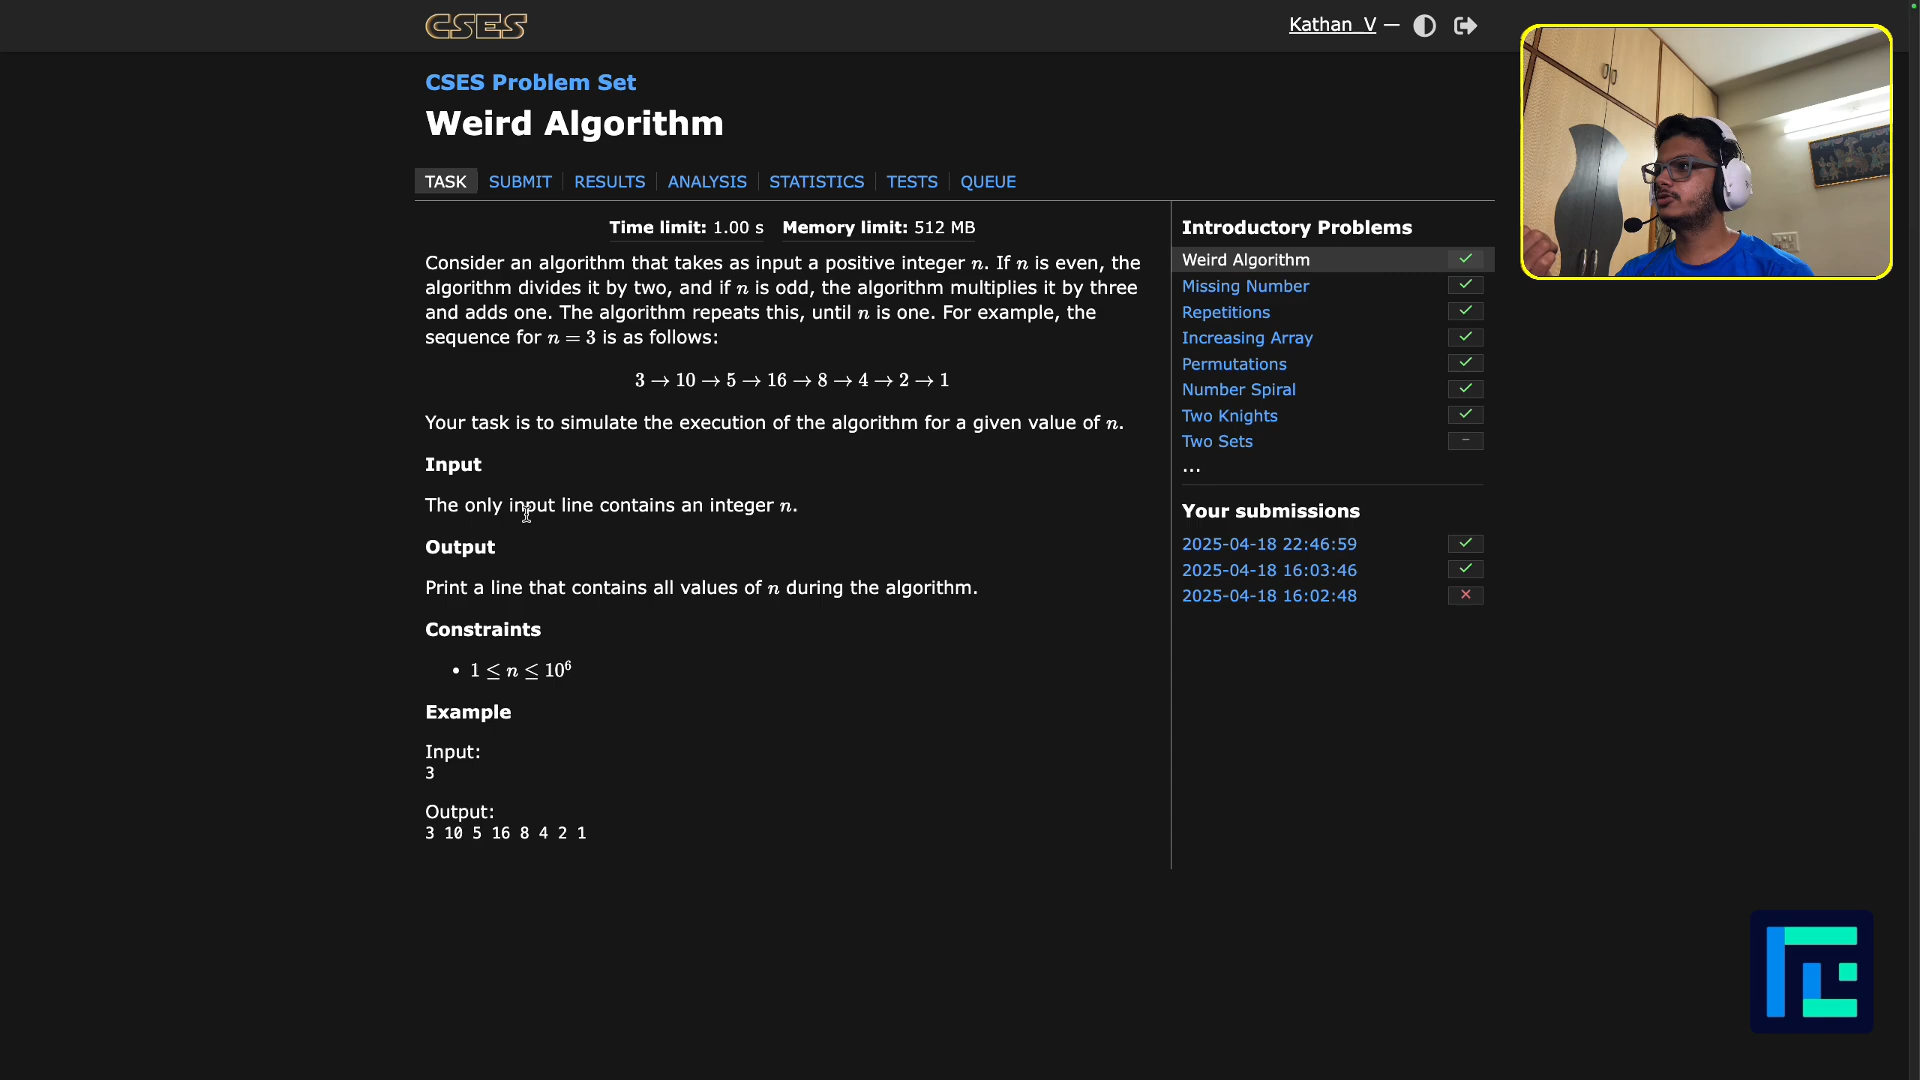 CSES
Kathan_V —
CSES Problem Set
Weird Algorithm
TASK SUBMIT RESULTS ANALYSIS STATISTICS TESTS QUEUE
Time limit: 1.00 s Memory limit: 512 MB
Consider an algorithm that takes as input a positive integer n. If n is even, the
algorithm divides it by two, and if n is odd, the algorithm multiplies it by three
and adds one. The algorithm repeats this, until n is one. For example, the
sequence for n = 3 is as follows:
3 → 10 → 5 → 16 → 8 → 4 → 2 → 1
Your task is to simulate the execution of the algorithm for a given value of n.
Input
The only input line contains an integer n.
Output
Print a line that contains all values of n during the algorithm.
Constraints
• 1 ≤ n ≤ 10⁶
Example
Input:
3
Output:
3 10 5 16 8 4 2 1
Introductory Problems
Weird Algorithm ✓
Missing Number ✓
Repetitions ✓
Increasing Array ✓
Permutations ✓
Number Spiral ✓
Two Knights ✓
Two Sets –
...
Your submissions
2025-04-18 22:46:59 ✓
2025-04-18 16:03:46 ✓
2025-04-18 16:02:48 ✕